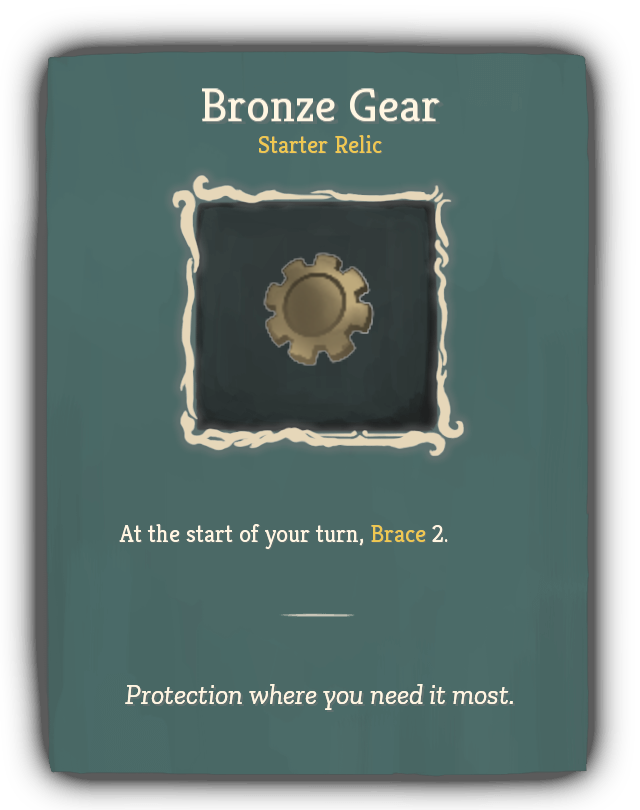 Bronze Gear
Starter Relic
At the start of your turn, Brace 2.
Protection where you need it most.